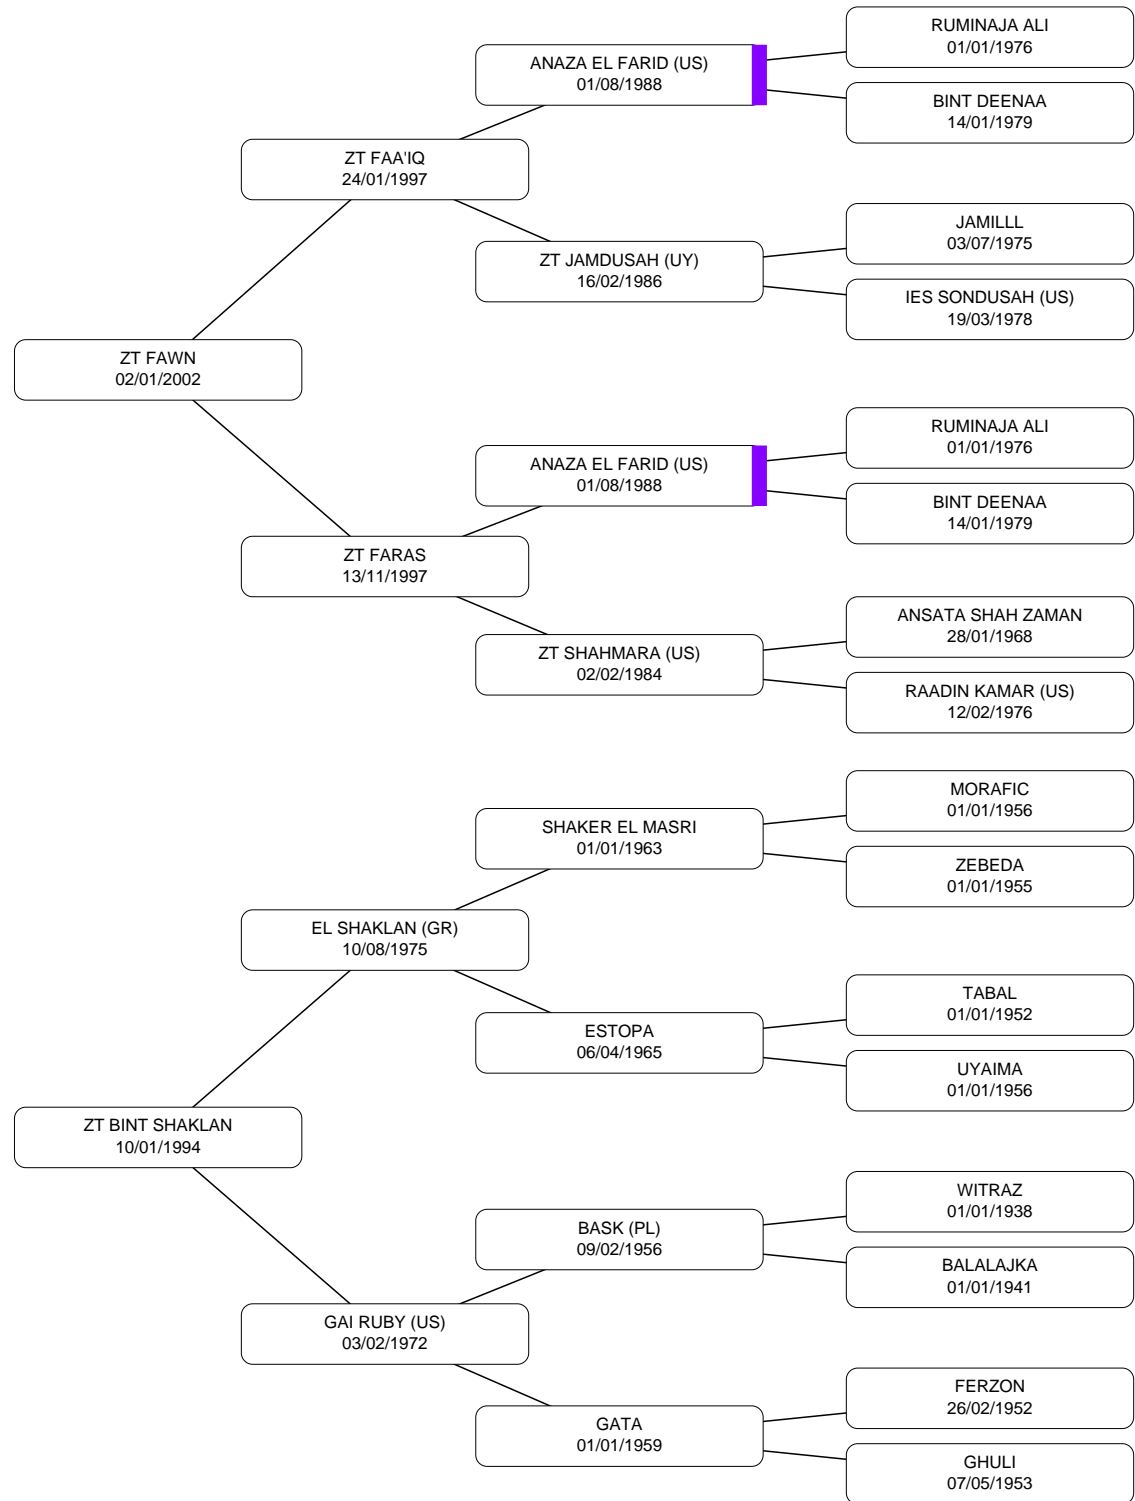 RUMINAJA ALI
01/01/1976
ANAZA EL FARID (US)
01/08/1988
BINT DEENAA
14/01/1979
ZT FAA'IQ
24/01/1997
JAMILLL
03/07/1975
ZT JAMDUSAH (UY)
16/02/1986
IES SONDUSAH (US)
19/03/1978
ZT FAWN
02/01/2002
RUMINAJA ALI
01/01/1976
ANAZA EL FARID (US)
01/08/1988
BINT DEENAA
14/01/1979
ZT FARAS
13/11/1997
ANSATA SHAH ZAMAN
28/01/1968
ZT SHAHMARA (US)
02/02/1984
RAADIN KAMAR (US)
12/02/1976
MORAFIC
01/01/1956
SHAKER EL MASRI
01/01/1963
ZEBEDA
01/01/1955
EL SHAKLAN (GR)
10/08/1975
TABAL
01/01/1952
ESTOPA
06/04/1965
UYAIMA
01/01/1956
ZT BINT SHAKLAN
10/01/1994
WITRAZ
01/01/1938
BASK (PL)
09/02/1956
BALALAJKA
01/01/1941
GAI RUBY (US)
03/02/1972
FERZON
26/02/1952
GATA
01/01/1959
GHULI
07/05/1953